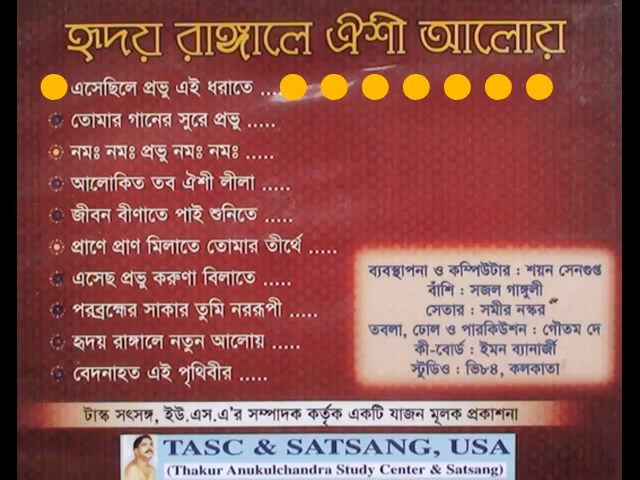 হৃদয় রাঙ্গালে ঐশী আলোয়
এসেছিলে প্রভু এই ধরাতে ....
তোমার গানের সুরে প্রভু .....
নমঃ নমঃ প্রভু নমঃ নমঃ .....
আলোকিত তব ঐশী লীলা .....
জীবন বীণাতে পাই শুনিতে .....
প্রাণে প্রাণ মিলাতে তোমার তীর্থে .....
এসেছ প্রভু করুণা বিলাতে .....
পরব্রহ্মের সাকার তুমি নররূপী .....
হৃদয় রাঙ্গালে নতুন আলোয় .....
বেদনাহত এই পৃথিবীর .....
ব্যবস্থাপনা ও কম্পিউটার : শয়ন সেনগুপ্ত
বাঁশি : সজল গাঙ্গুলী
সেতার : সমীর নস্কর
তবলা, ঢোল ও পারকিউশন : গৌতম দে
কী-বোর্ড : ইমন ব্যানার্জী
স্টুডিও : ভি৮৪, কলকাতা
টাস্ক সৎসঙ্গ, ইউ.এস.এ'র সম্পাদক কর্তৃক একটি যাজন মূলক প্রকাশনা
TASC & SATSANG, USA
(Thakur Anukulchandra Study Center & Satsang)